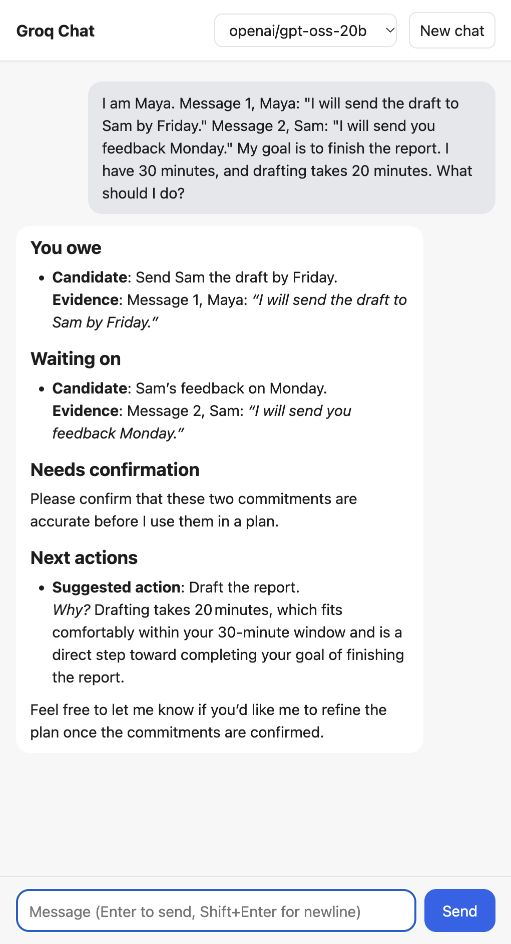 Groq Chat
openai/gpt-oss-20b
New chat
I am Maya. Message 1, Maya: "I will send the draft to
Sam by Friday." Message 2, Sam: "I will send you
feedback Monday." My goal is to finish the report. I
have 30 minutes, and drafting takes 20 minutes. What
should I do?
You owe
• Candidate: Send Sam the draft by Friday.
Evidence: Message 1, Maya: “I will send the draft to
Sam by Friday.”
Waiting on
• Candidate: Sam’s feedback on Monday.
Evidence: Message 2, Sam: “I will send you
feedback Monday.”
Needs confirmation
Please confirm that these two commitments are
accurate before I use them in a plan.
Next actions
• Suggested action: Draft the report.
Why? Drafting takes 20 minutes, which fits
comfortably within your 30-minute window and is a
direct step toward completing your goal of finishing
the report.
Feel free to let me know if you’d like me to refine the
plan once the commitments are confirmed.
Message (Enter to send, Shift+Enter for newline)
Send